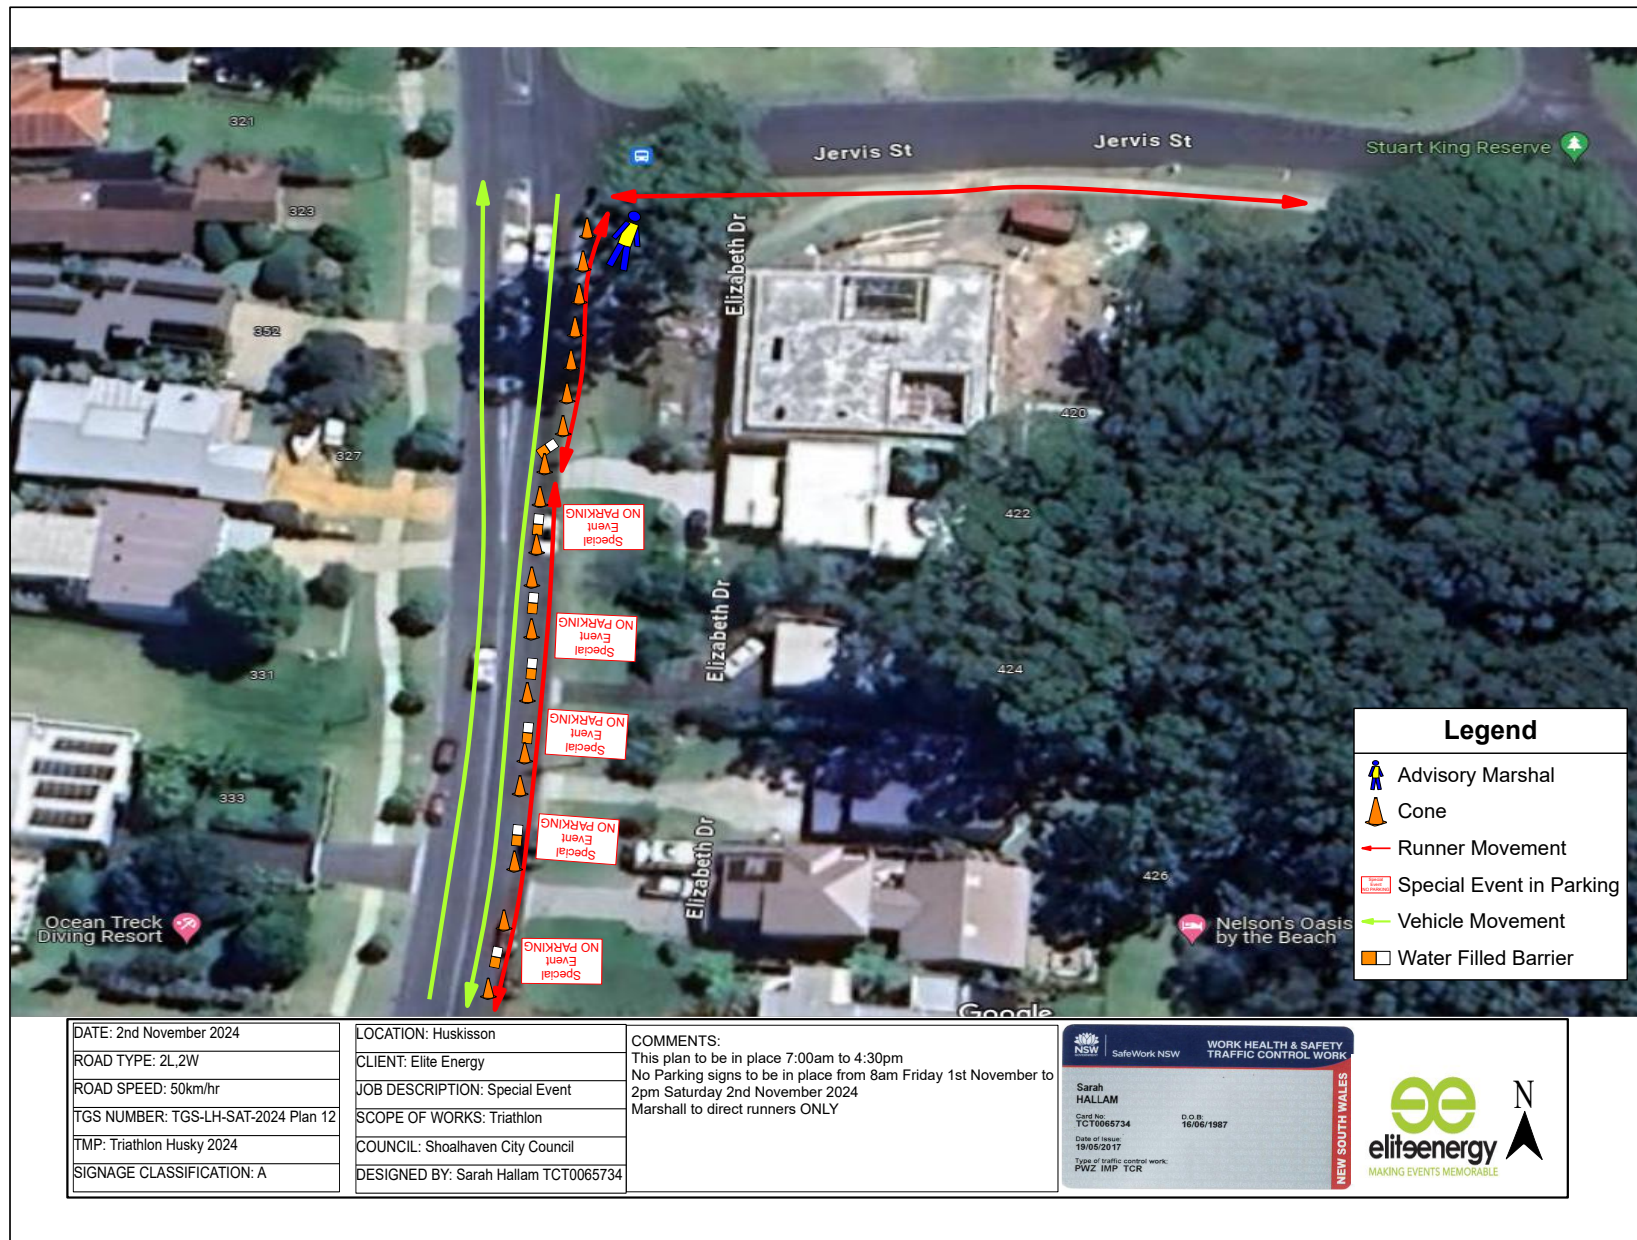 321
Jervis St
Jervis St
Stuart King Reserve
323
Elizabeth Dr
352
420
327
NO PARKING
Event
Special
422
Elizabeth Dr
NO PARKING
Event
Special
424
331
NO PARKING
Event
Special
333
NO PARKING
Event
Special
Elizabeth Dr
426
Ocean Treck
Diving Resort
Nelson's Oasis
by the Beach
NO PARKING
Event
Special
Google
Legend
Advisory Marshal
Cone
Runner Movement
Special
Event
NO PARKING
Special Event in Parking
Vehicle Movement
Water Filled Barrier
DATE: 2nd November 2024
ROAD TYPE: 2L,2W
ROAD SPEED: 50km/hr
TGS NUMBER: TGS-LH-SAT-2024 Plan 12
TMP: Triathlon Husky 2024
SIGNAGE CLASSIFICATION: A
LOCATION: Huskisson
CLIENT: Elite Energy
JOB DESCRIPTION: Special Event
SCOPE OF WORKS: Triathlon
COUNCIL: Shoalhaven City Council
DESIGNED BY: Sarah Hallam TCT0065734
COMMENTS:
This plan to be in place 7:00am to 4:30pm
No Parking signs to be in place from 8am Friday 1st November to
2pm Saturday 2nd November 2024
Marshall to direct runners ONLY
NSW
SafeWork NSW
WORK HEALTH & SAFETY
TRAFFIC CONTROL WORK
Sarah
HALLAM
Card No:
TCT0065734
D.O.B:
16/06/1987
Date of Issue:
19/05/2017
Type of traffic control work:
PWZ IMP TCR
NEW SOUTH WALES
eliteenergy
MAKING EVENTS MEMORABLE
N